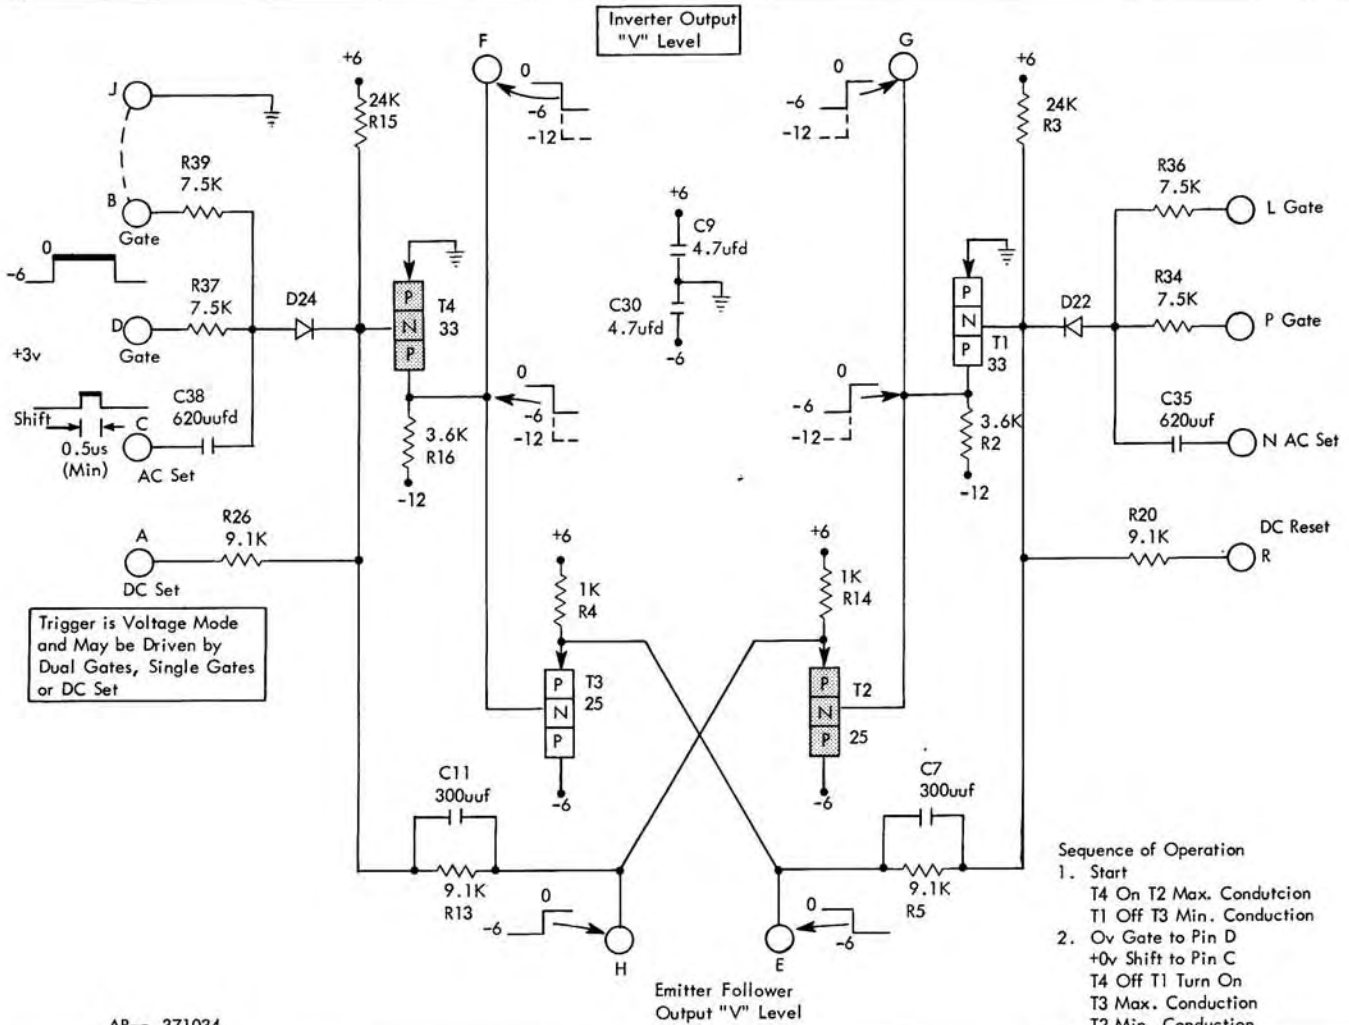 Inverter Output
"V" Level
F
G
J
+6
24K
R15
0
-6
-12
0
-6
-12
+6
24K
R3
R39
7.5K
B
Gate
R36
7.5K
L Gate
+6
C9
4.7ufd
C30
4.7ufd
-6
0
-6
R37
7.5K
D
Gate
D24
P
N
P
T4
33
P
N
P
T1
33
D22
R34
7.5K
P Gate
+3v
Shift
0.5us
(Min)
C38
620uufd
C
AC Set
0
-6
-12
3.6K
R16
-12
0
-6
-12
3.6K
R2
-12
C35
620uuf
N AC Set
A
R26
9.1K
DC Set
+6
1K
R4
+6
1K
R14
R20
9.1K
DC Reset
R
Trigger is Voltage Mode
and May be Driven by
Dual Gates, Single Gates
or DC Set
P
N
P
T3
25
-6
P
N
P
T2
25
-6
C11
300uuf
9.1K
R13
C7
300uuf
9.1K
R5
0
-6
H
0
-6
E
Emitter Follower
Output "V" Level
Sequence of Operation
1. Start
T4 On T2 Max. Condutcion
T1 Off T3 Min. Conduction
2. Ov Gate to Pin D
+0v Shift to Pin C
T4 Off T1 Turn On
T3 Max. Conduction
T2 Min. Conduction
371034